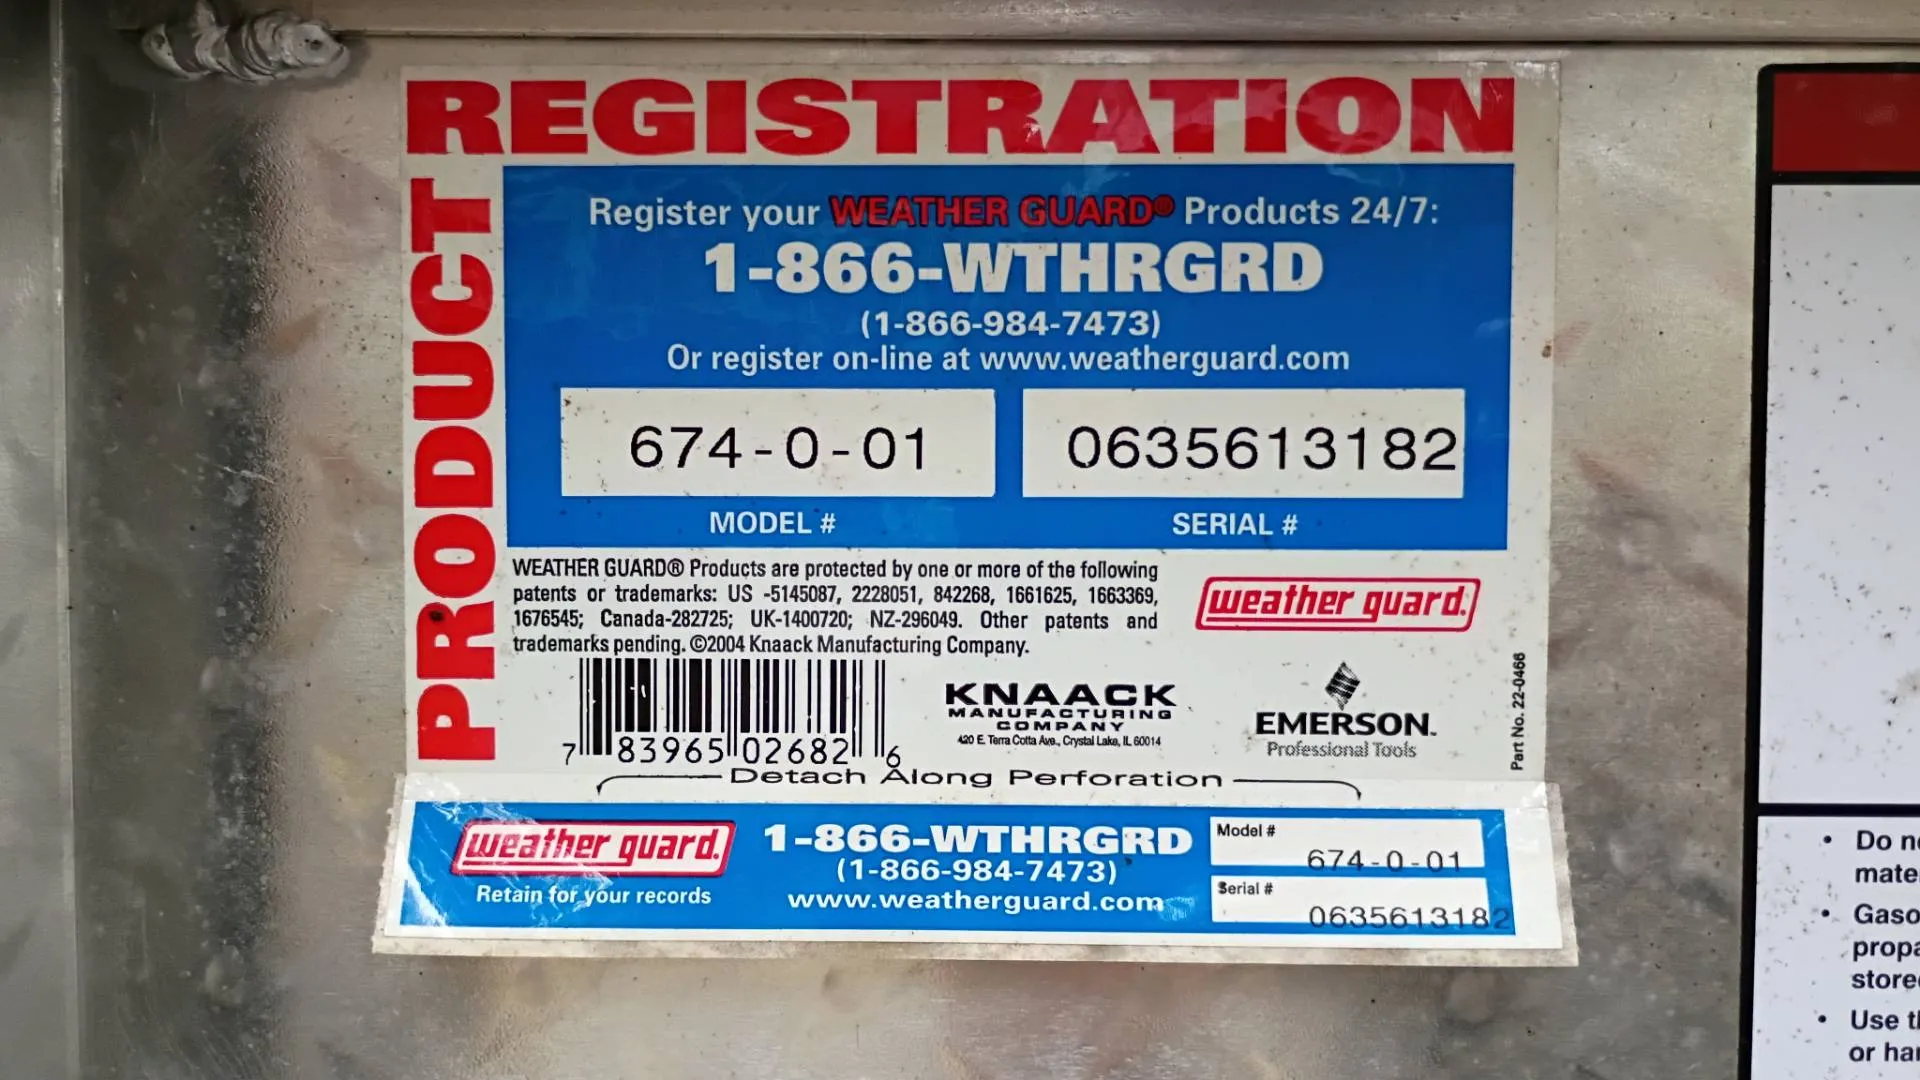 PRODUCT REGISTRATION
Register your WEATHER GUARD® Products 24/7:
1-866-WTHRGRD
(1-866-984-7473)
Or register on-line at www.weatherguard.com
674-0-01
0635613182
MODEL #
SERIAL #
WEATHER GUARD® Products are protected by one or more of the following
patents or trademarks: US -5145087, 2228051, 842268, 1661625, 1663369,
1676545; Canada-282725; UK-1400720; NZ-296049. Other patents and
trademarks pending. ©2004 Knaack Manufacturing Company.
weather guard.
7 83965 02682 6
KNAACK
MANUFACTURING
COMPANY
420 E. Terra Cotta Ave., Crystal Lake, IL 60014
EMERSON.
Professional Tools
Part No. 22-0466
Detach Along Perforation
weather guard.
Retain for your records
1-866-WTHRGRD
(1-866-984-7473)
www.weatherguard.com
Model #
674-0-01
Serial #
0635613182
• Do
• 
• Use
or